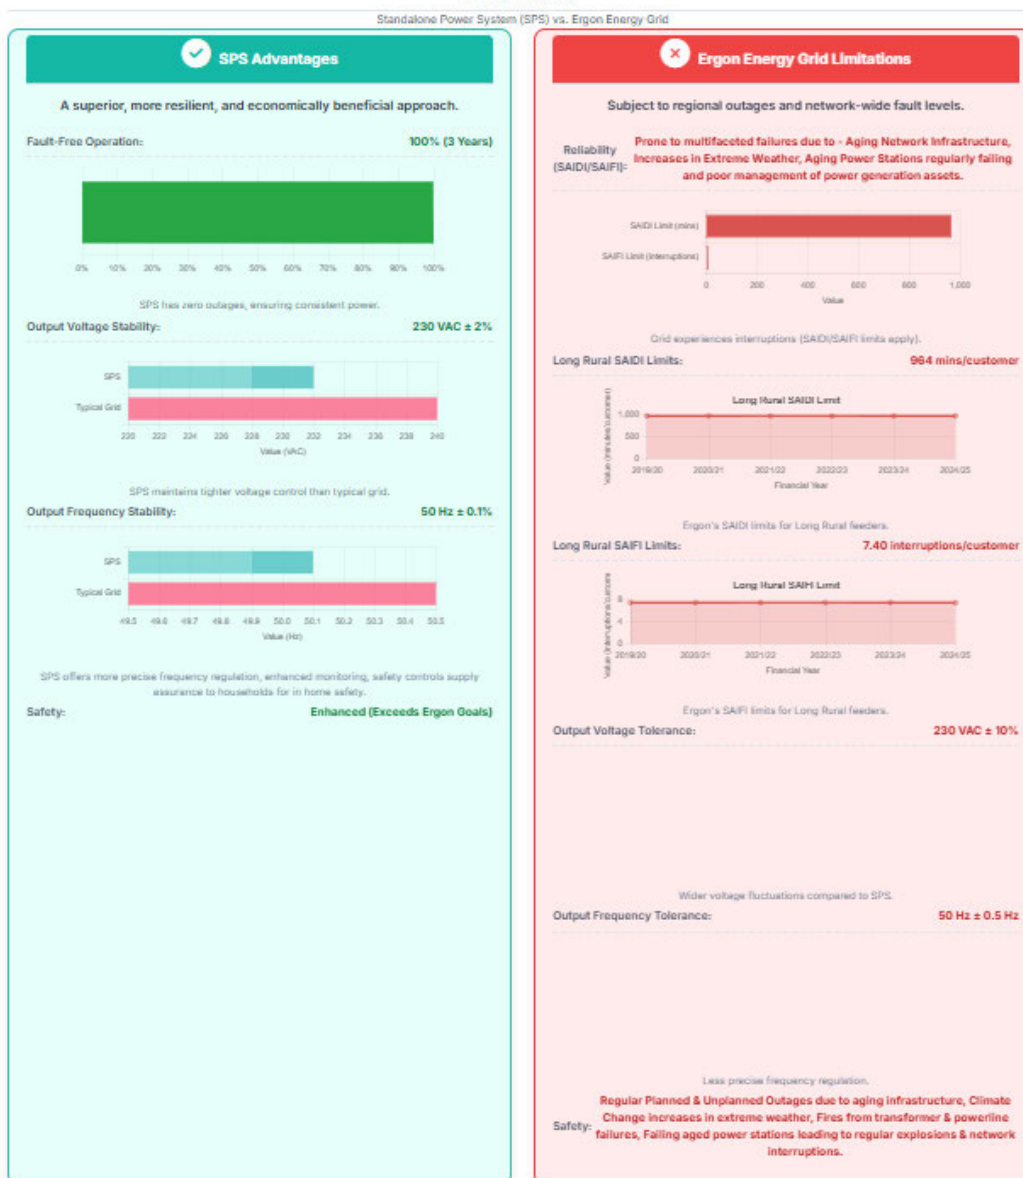 Standalone Power System (SPS) vs. Ergon Energy Grid
SPS Advantages
A superior, more resilient, and economically beneficial approach.
Fault-Free Operation:
100% (3 Years)
0% 10% 20% 30% 40% 50% 60% 70% 80% 90% 100%
SPS has zero outages, ensuring consistent power.
Output Voltage Stability:
230 VAC ± 2%
SPS
Typical Grid
220 222 224 226 228 230 232 234 236 238 240
Value (VAC)
SPS maintains tighter voltage control than typical grid.
Output Frequency Stability:
50 Hz ± 0.1%
SPS
Typical Grid
49.5 49.6 49.7 49.8 49.9 50.0 50.1 50.2 50.3 50.4 50.5
Value (Hz)
SPS offers more precise frequency regulation, enhanced monitoring, safety controls supply
assurance to households for in home safety.
Safety:
Enhanced (Exceeds Ergon Goals)
Ergon Energy Grid Limitations
Subject to regional outages and network-wide fault levels.
Reliability
(SAIDI/SAIFI):
Prone to multifaceted failures due to - Aging Network Infrastructure,
Increases in Extreme Weather, Aging Power Stations regularly failing
and poor management of power generation assets.
SAIDI Limit (mins)
SAIFI Limit (Interruptions)
0 200 400 600 800 1,000
Value
Grid experiences interruptions (SAIDI/SAIFI limits apply).
Long Rural SAIDI Limits:
964 mins/customer
Long Rural SAIDI Limit
Value (minutes/customer)
1,000
500
0
2019/20 2020/21 2021/22 2022/23 2023/24 2024/25
Financial Year
Ergon's SAIDI limits for Long Rural feeders.
Long Rural SAIFI Limits:
7.40 interruptions/customer
Long Rural SAIFI Limit
Value (interruptions/custome
8
4
0
2019/20 2020/21 2021/22 2022/23 2023/24 2024/25
Financial Year
Ergon's SAIFI limits for Long Rural feeders.
Output Voltage Tolerance:
230 VAC ± 10%
Wider voltage fluctuations compared to SPS.
Output Frequency Tolerance:
50 Hz ± 0.5 Hz
Less precise frequency regulation.
Safety:
Regular Planned & Unplanned Outages due to aging infrastructure, Climate
Change increases in extreme weather, Fires from transformer & powerline
failures, Failing aged power stations leading to regular explosions & network
interruptions.